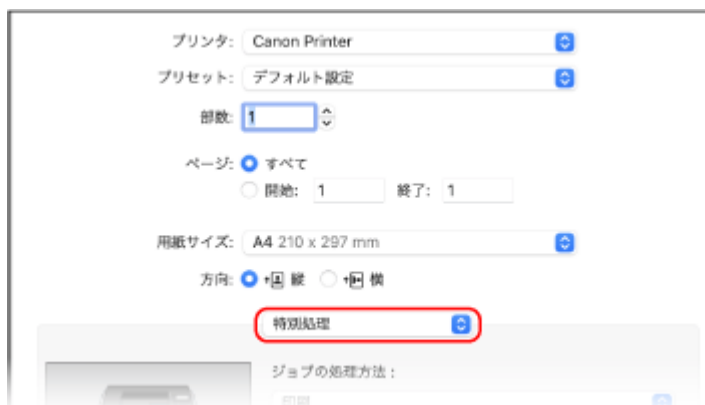 プリンタ: Canon Printer
プリセット: デフォルト設定
部数: 1
ページ: すべて
開始: 1 終了: 1
用紙サイズ: A4 210 x 297 mm
方向: 縦 横
特別処理
ジョブの処理方法:
印刷